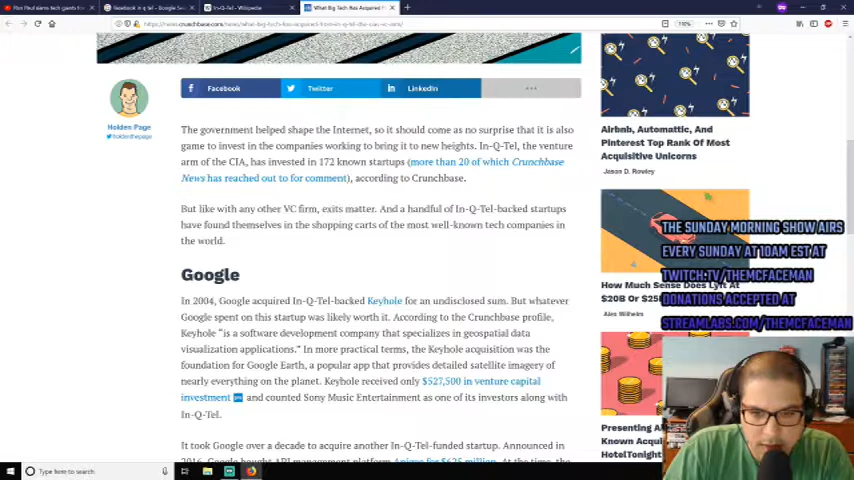 Ron Paul slams tech giants for
facebook in q tel - Google Sea
In-Q-Tel - Wikipedia
What Big Tech Has Acquired F
https://news.crunchbase.com/news/what-big-tech-has-acquired-from-in-q-tel-the-cias-vc-arm/
110%
Facebook
Twitter
LinkedIn
Holden Page
holdenthepage
The government helped shape the Internet, so it should come as no surprise that it is also
game to invest in the companies working to bring it to new heights. In-Q-Tel, the venture
arm of the CIA, has invested in 172 known startups (more than 20 of which Crunchbase
News has reached out to for comment), according to Crunchbase.
But like with any other VC firm, exits matter. And a handful of In-Q-Tel-backed startups
have found themselves in the shopping carts of the most well-known tech companies in
the world.
Google
In 2004, Google acquired In-Q-Tel-backed Keyhole for an undisclosed sum. But whatever
Google spent on this startup was likely worth it. According to the Crunchbase profile,
Keyhole “is a software development company that specializes in geospatial data
visualization applications.” In more practical terms, the Keyhole acquisition was the
foundation for Google Earth, a popular app that provides detailed satellite imagery of
nearly everything on the planet. Keyhole received only $527,500 in venture capital
investment and counted Sony Music Entertainment as one of its investors along with
In-Q-Tel.
It took Google over a decade to acquire another In-Q-Tel-funded startup. Announced in
2016, Google bought API management platform Apigee for $625 million. At the time, the
Airbnb, Automattic, And
Pinterest Top Rank Of Most
Acquisitive Unicorns
Jason D. Rowley
THE SUNDAY MORNING SHOW AIRS
EVERY SUNDAY AT 10AM EST AT
TWITCH.TV/THEMCFACEMAN
DONATIONS ACCEPTED AT
STREAMLABS.COM/THEMCFACEMAN
How Much Sense Does Lyft At
$20B Or $25
Alex Wilhelm
Presenting A
Known Acqu
HotelTonight
Type here to search